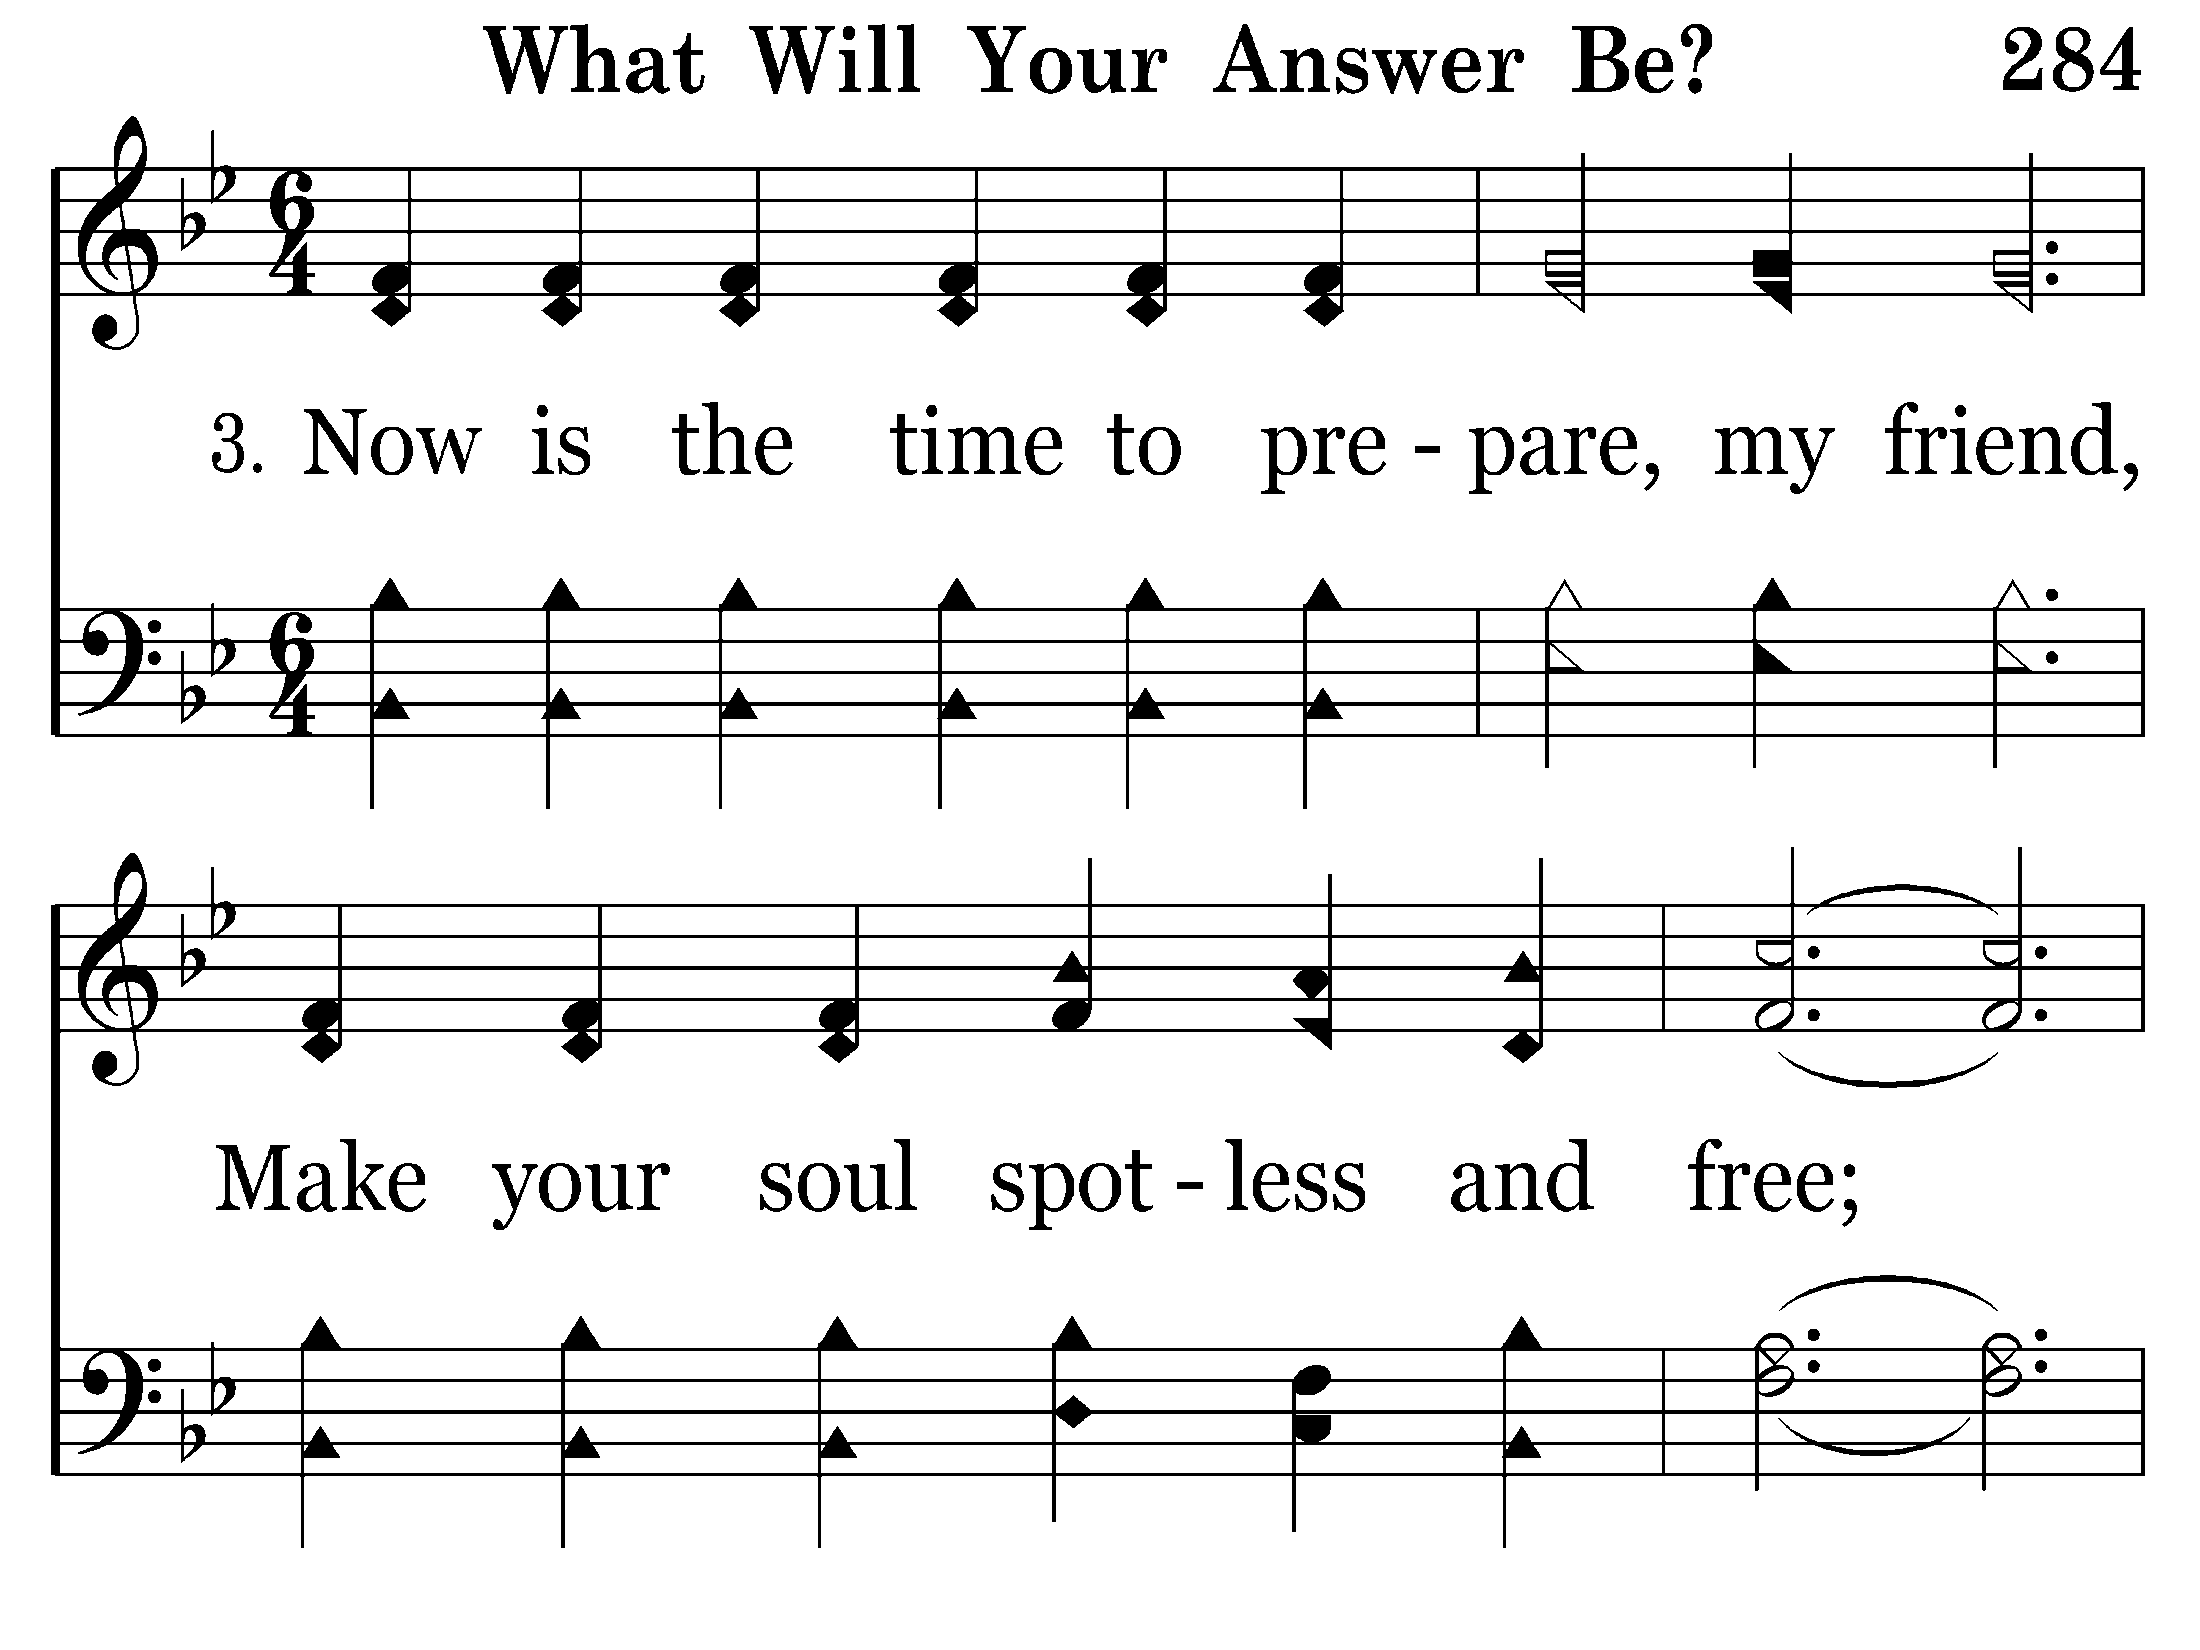 What Will Your Answer Be? 284
3. Now is the time to pre - pare, my friend,
Make your soul spot - less and free;